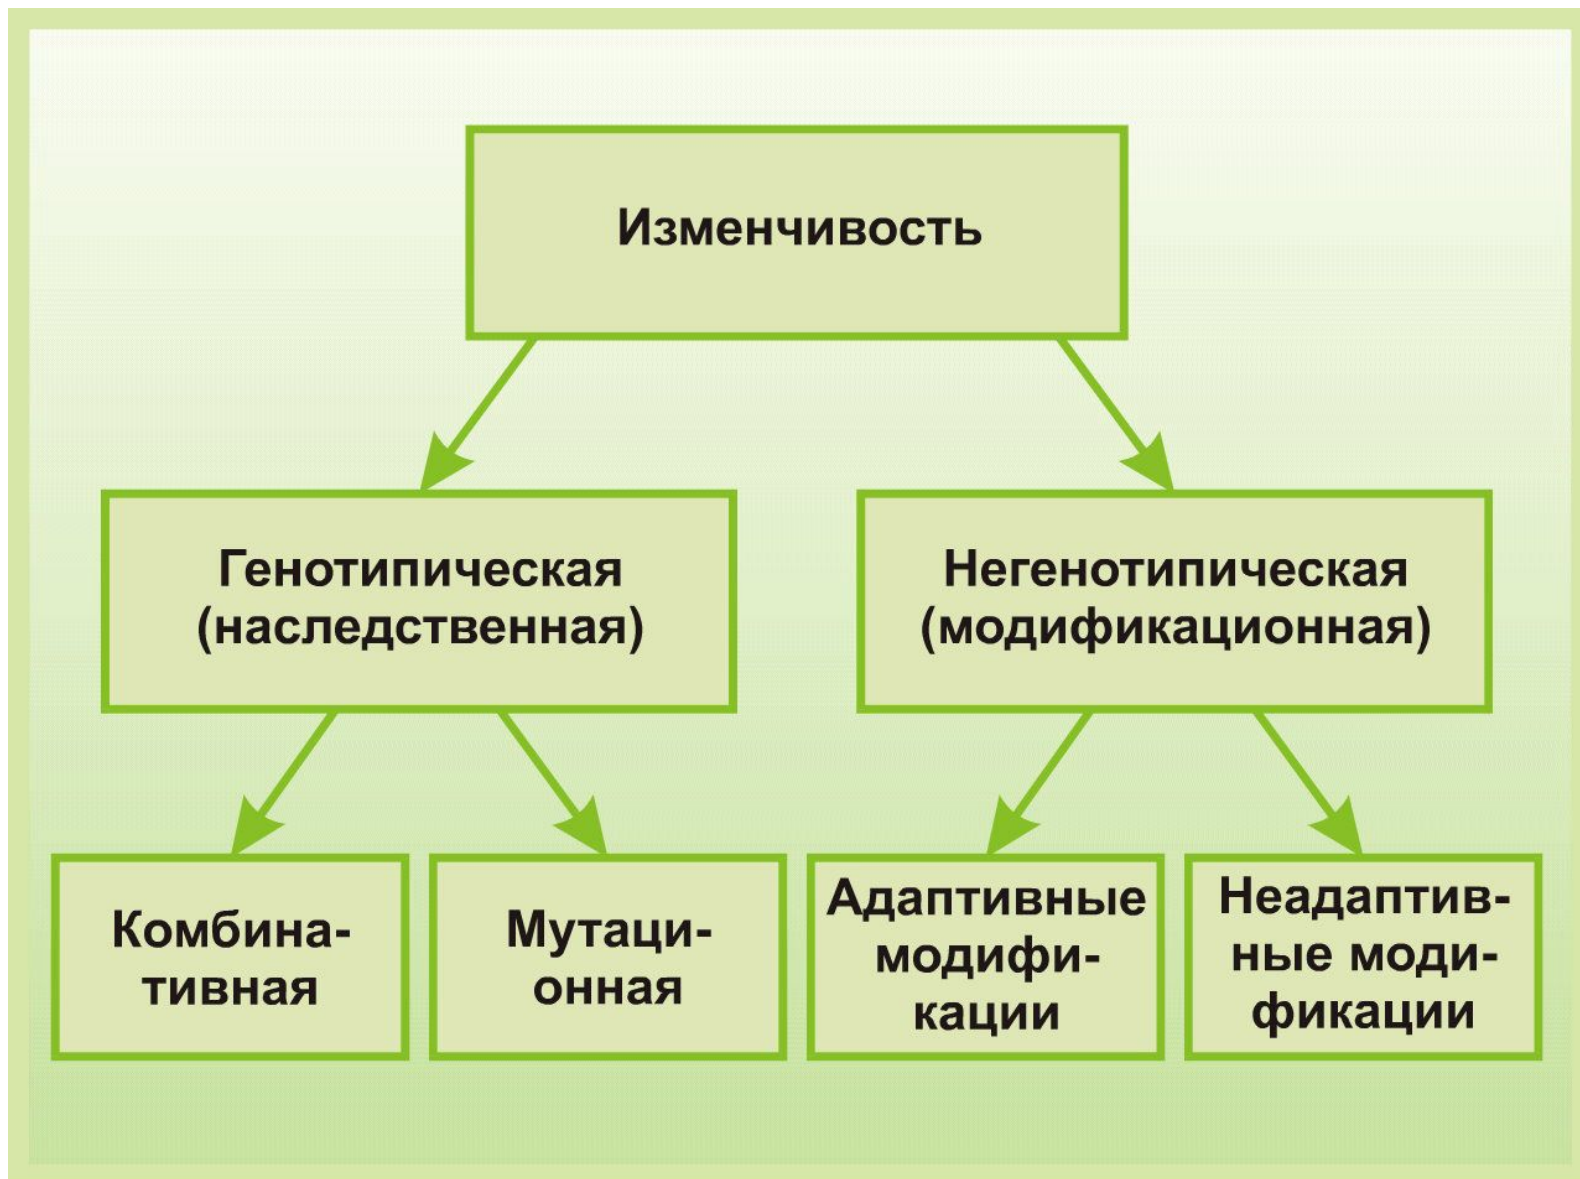 Изменчивость
Генотипическая
(наследственная)
Негенотипическая
(модификационная)
Комбина-
тивная
Мутаци-
онная
Адаптивные
модифи-
кации
Неадаптив-
ные моди-
фикации